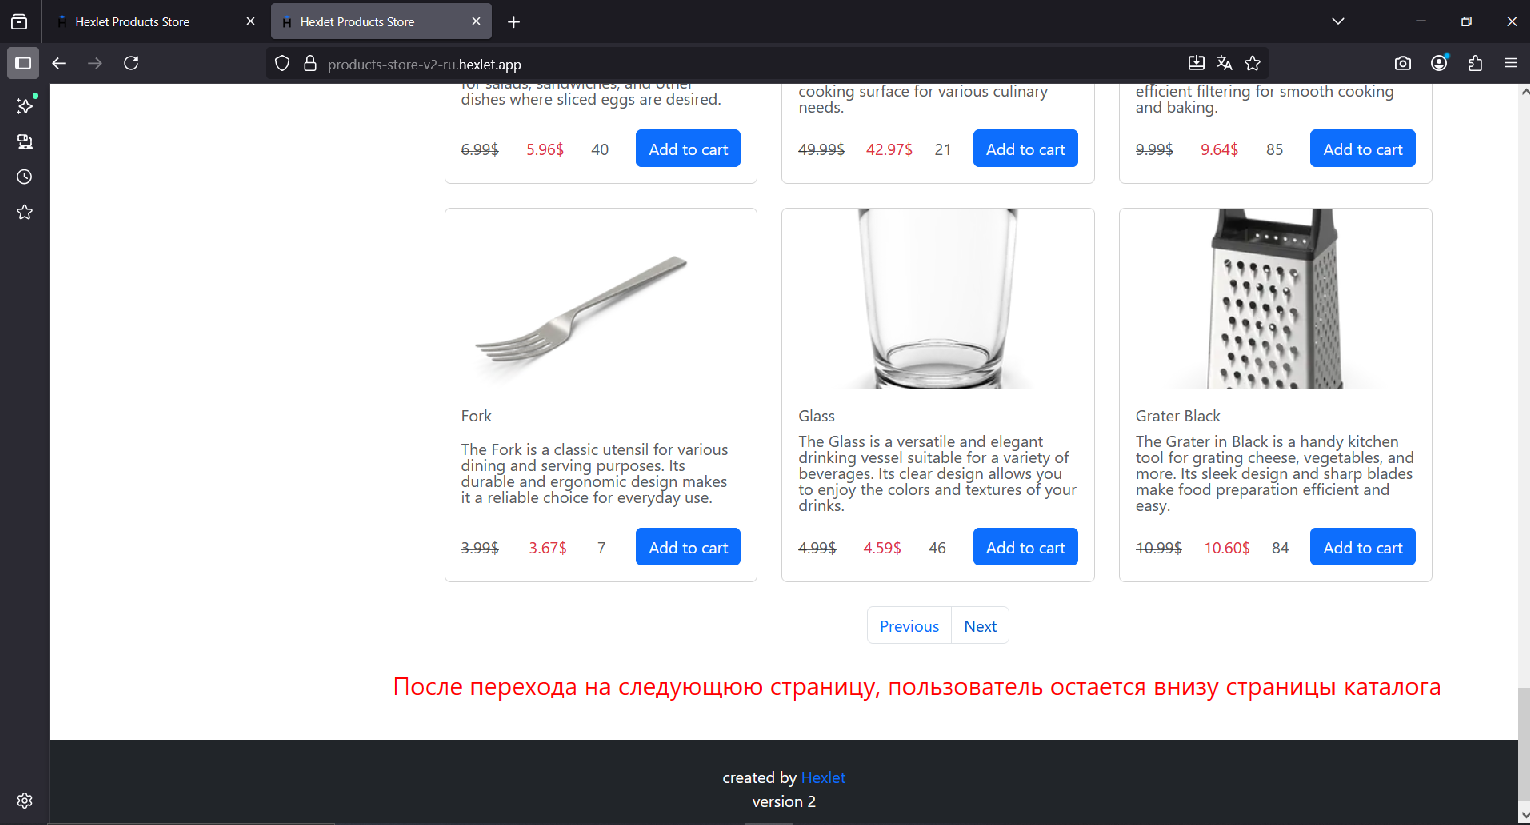 Hexlet Products Store
Hexlet Products Store
products-store-v2-ru.hexlet.app
for salads, sandwiches, and other
dishes where sliced eggs are desired.
6.99$ 5.96$ 40 Add to cart
cooking surface for various culinary
needs.
49.99$ 42.97$ 21 Add to cart
efficient filtering for smooth cooking
and baking.
9.99$ 9.64$ 85 Add to cart
Fork
The Fork is a classic utensil for various
dining and serving purposes. Its
durable and ergonomic design makes
it a reliable choice for everyday use.
3.99$ 3.67$ 7 Add to cart
Glass
The Glass is a versatile and elegant
drinking vessel suitable for a variety of
beverages. Its clear design allows you
to enjoy the colors and textures of your
drinks.
4.99$ 4.59$ 46 Add to cart
Grater Black
The Grater in Black is a handy kitchen
tool for grating cheese, vegetables, and
more. Its sleek design and sharp blades
make food preparation efficient and
easy.
10.99$ 10.60$ 84 Add to cart
Previous Next
После перехода на следующюю страницу, пользователь остается внизу страницы каталога
created by Hexlet
version 2